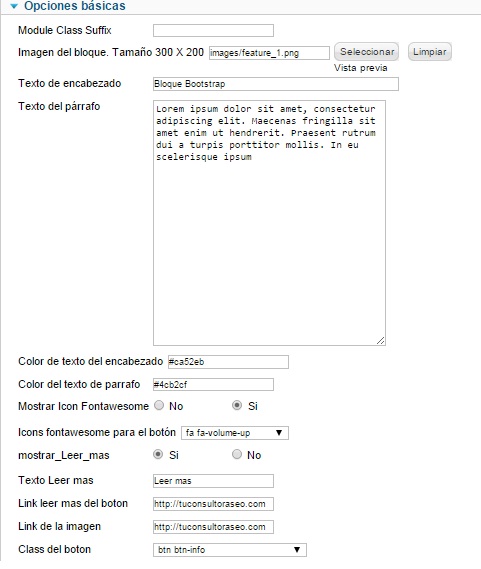 Opciones básicas
Module Class Suffix
Imagen del bloque. Tamaño 300 X 200 images/feature_1.png Seleccionar Limpiar
Vista previa
Texto de encabezado Bloque Bootstrap
Texto del párrafo Lorem ipsum dolor sit amet, consectetur
adipiscing elit. Maecenas fringilla sit
amet enim ut hendrerit. Praesent rutrum
dui a turpis porttitor mollis. In eu
scelerisque ipsum
Color de texto del encabezado #ca52eb
Color del texto de parrafo #4cb2cf
Mostrar Icon Fontawesome No Si
Icons fontawesome para el botón fa fa-volume-up
mostrar_Leer_mas Si No
Texto Leer mas Leer mas
Link leer mas del boton http://tuconsultoraseo.com
Link de la imagen http://tuconsultoraseo.com
Class del boton btn btn-info